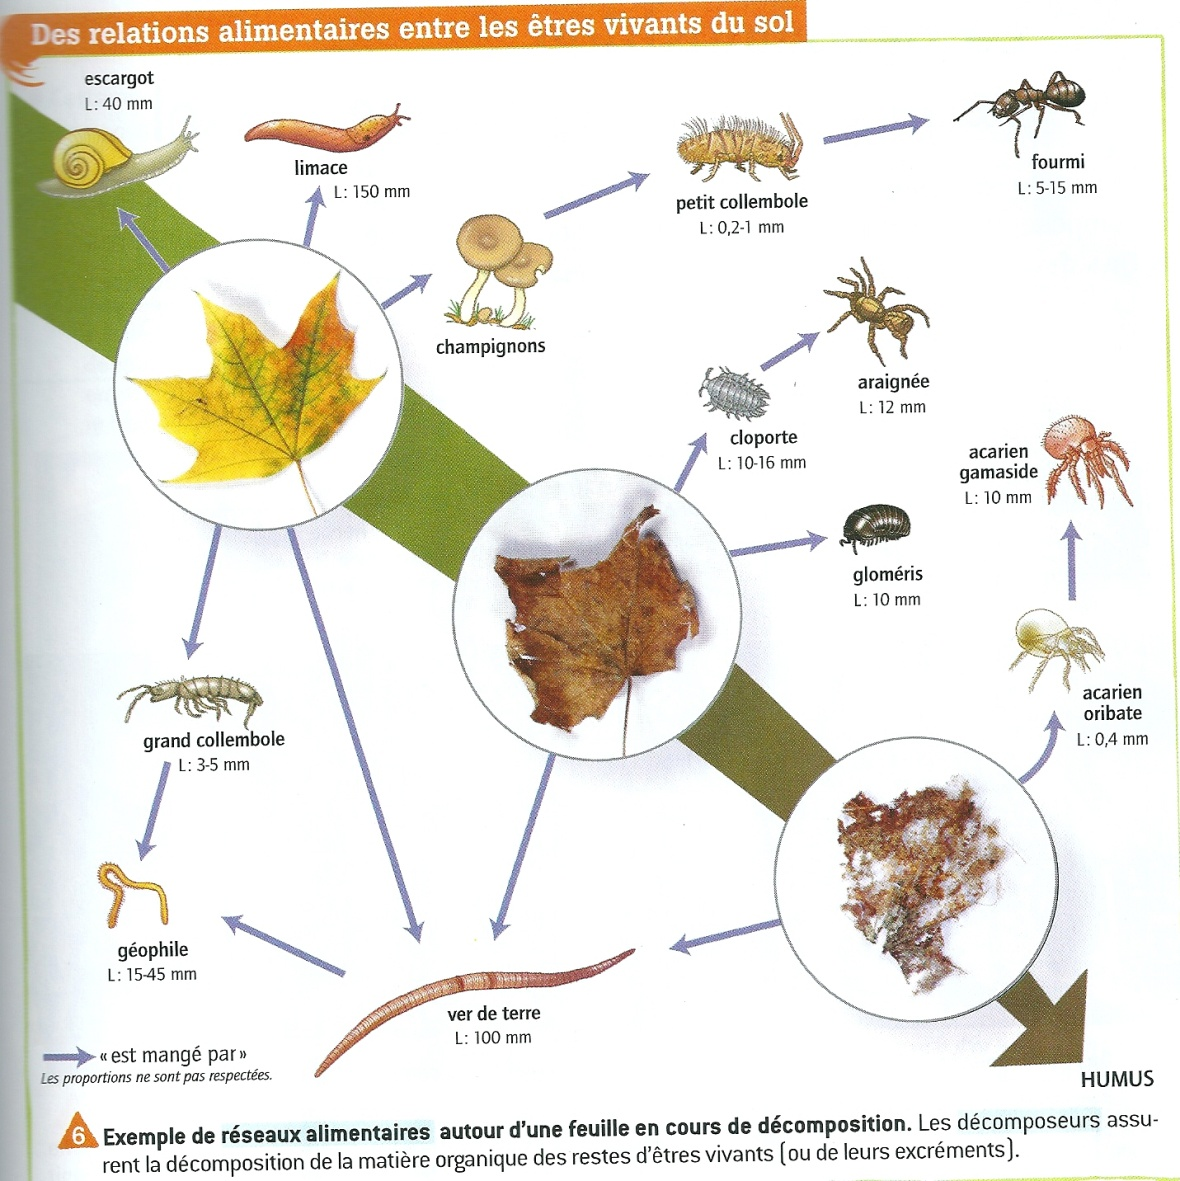 Des relations alimentaires entre les êtres vivants du sol
escargot
L: 40 mm
limace
L: 150 mm
champignons
petit collembole
L: 0,2-1 mm
fourmi
L: 5-15 mm
araignée
L: 12 mm
cloporte
L: 10-16 mm
acarien
gamaside
L: 10 mm
gloméris
L: 10 mm
acarien
oribate
L: 0,4 mm
grand collembole
L: 3-5 mm
géophile
L: 15-45 mm
ver de terre
L: 100 mm
« est mangé par »
Les proportions ne sont pas respectées.
HUMUS
6 Exemple de réseaux alimentaires autour d'une feuille en cours de décomposition. Les décomposeurs assu-
rent la décomposition de la matière organique des restes d'êtres vivants (ou de leurs excréments).